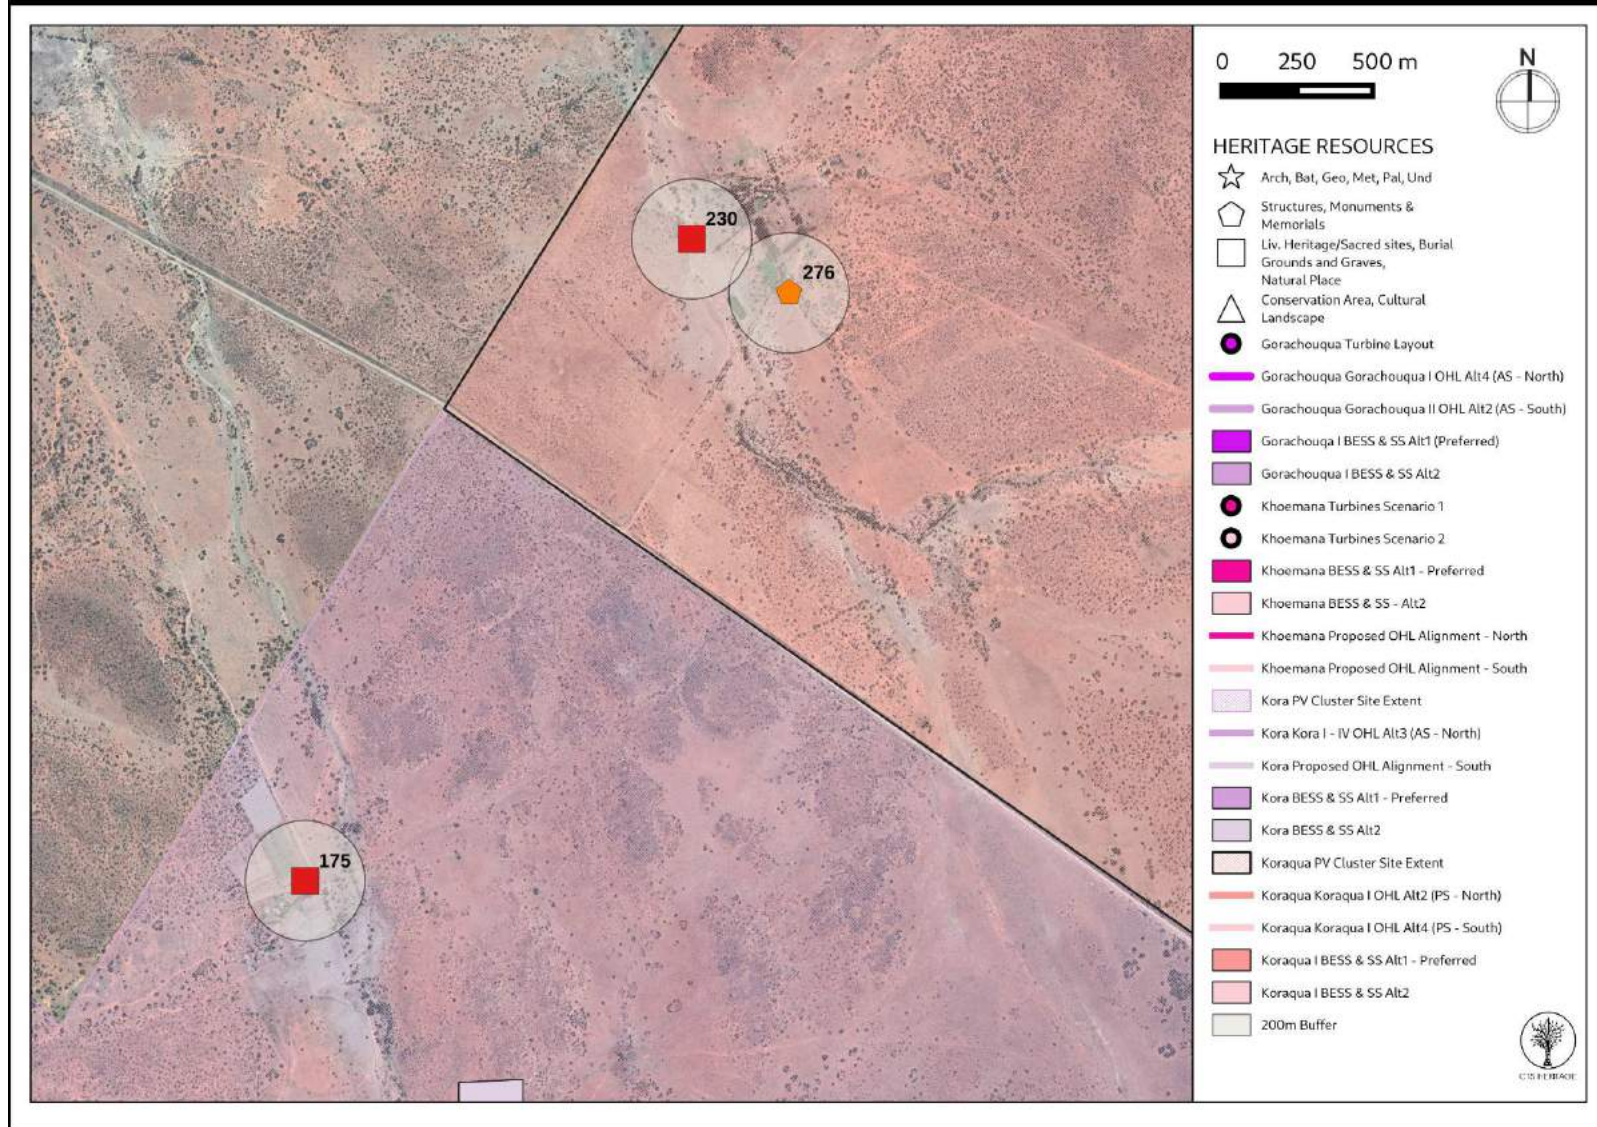 230
276
175
0 250 500 m
N
HERITAGE RESOURCES
Arch, Bat, Geo, Met, Pal, Und
Structures, Monuments &
Memorials
Liv. Heritage/Sacred sites, Burial
Grounds and Graves,
Natural Place
Conservation Area, Cultural
Landscape
Gorachouqua Turbine Layout
Gorachouqua Gorachouqua I OHL Alt4 (AS - North)
Gorachouqua Gorachouqua II OHL Alt2 (AS - South)
Gorachouqa I BESS & SS Alt1 (Preferred)
Gorachouqua I BESS & SS Alt2
Khoemana Turbines Scenario 1
Khoemana Turbines Scenario 2
Khoemana BESS & SS Alt1 - Preferred
Khoemana BESS & SS - Alt2
Khoemana Proposed OHL Alignment - North
Khoemana Proposed OHL Alignment - South
Kora PV Cluster Site Extent
Kora Kora I - IV OHL Alt3 (AS - North)
Kora Proposed OHL Alignment - South
Kora BESS & SS Alt1 - Preferred
Kora BESS & SS Alt2
Koraqua PV Cluster Site Extent
Koraqua Koraqua I OHL Alt2 (PS - North)
Koraqua Koraqua I OHL Alt4 (PS - South)
Koraqua I BESS & SS Alt1 - Preferred
Koraqua I BESS & SS Alt2
200m Buffer
CTS HERITAGE